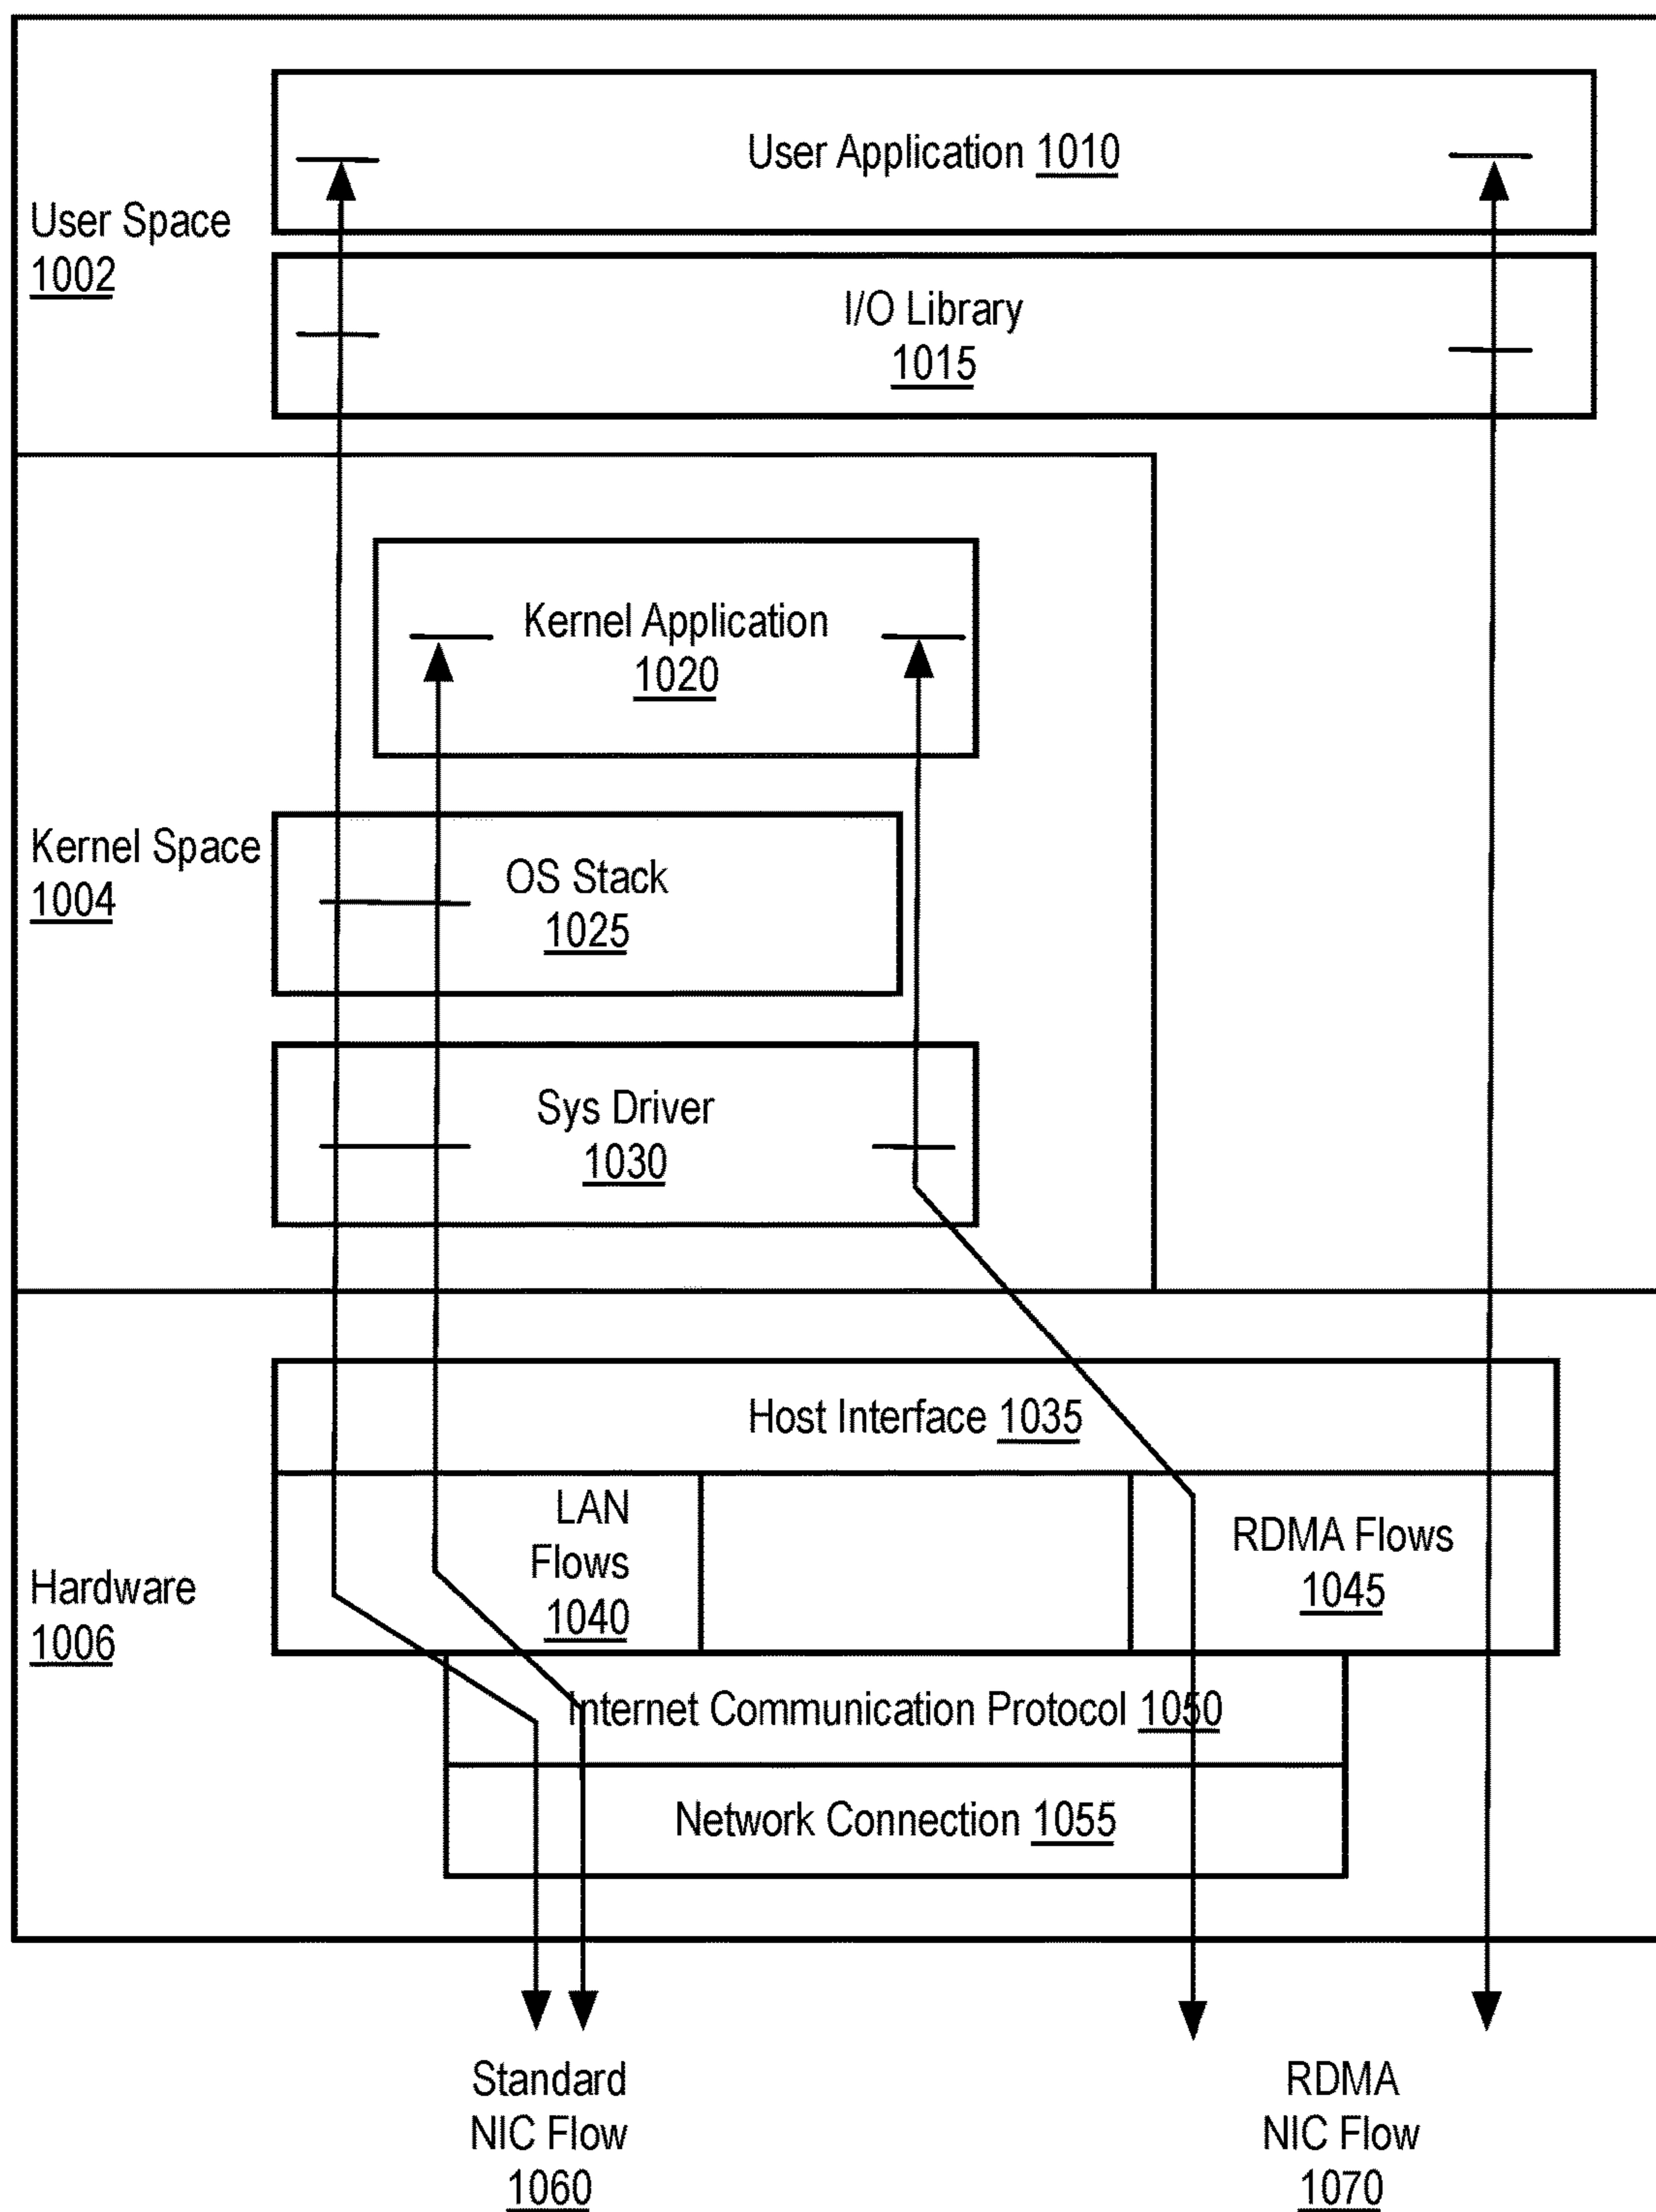 User Application 1010
User Space
1002
I/O Library
1015
Kernel Application
1020
Kernel Space
1004
OS Stack
1025
Sys Driver
1030
Host Interface 1035
LAN
Flows
1040
RDMA Flows
1045
Hardware
1006
Internet Communication Protocol 1050
Network Connection 1055
Standard
NIC Flow
1060
RDMA
NIC Flow
1070